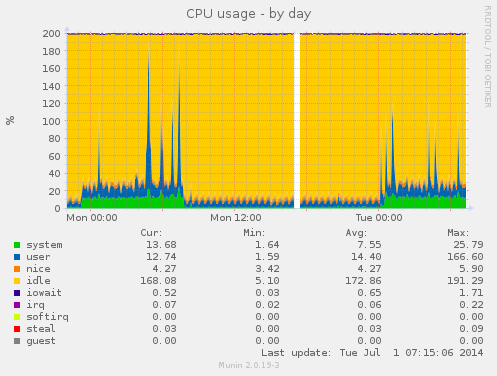 CPU usage - by day
RRDTOOL / TOBI OETIKER
%
200
180
160
140
120
100
80
60
40
20
0
Mon 00:00 Mon 12:00 Tue 00:00
Cur: Min: Avg: Max:
system 13.68 1.64 7.55 25.79
user 12.74 1.59 14.40 166.60
nice 4.27 3.42 4.27 5.90
idle 168.08 5.10 172.86 191.29
iowait 0.52 0.03 0.65 1.71
irq 0.07 0.02 0.06 0.22
softirq 0.00 0.00 0.00 0.00
steal 0.03 0.00 0.03 0.09
guest 0.00 0.00 0.00 0.00
Last update: Tue Jul 1 07:15:06 2014
Munin 2.0.19-3